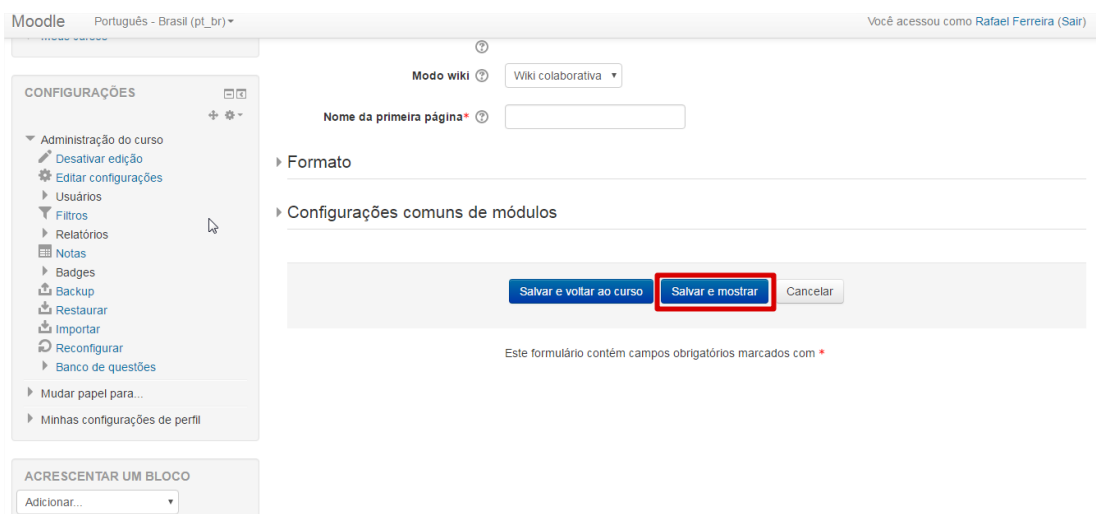 Moodle Português - Brasil (pt_br) Você acessou como Rafael Ferreira (Sair)
CONFIGURAÇÕES
Administração do curso
Desativar edição
Editar configurações
Usuários
Filtros
Relatórios
Notas
Badges
Backup
Restaurar
Importar
Reconfigurar
Banco de questões
Mudar papel para...
Minhas configurações de perfil
ACRESCENTAR UM BLOCO
Adicionar...
Modo wiki Wiki colaborativa
Nome da primeira página*
Formato
Configurações comuns de módulos
Salvar e voltar ao curso Salvar e mostrar Cancelar
Este formulário contém campos obrigatórios marcados com *